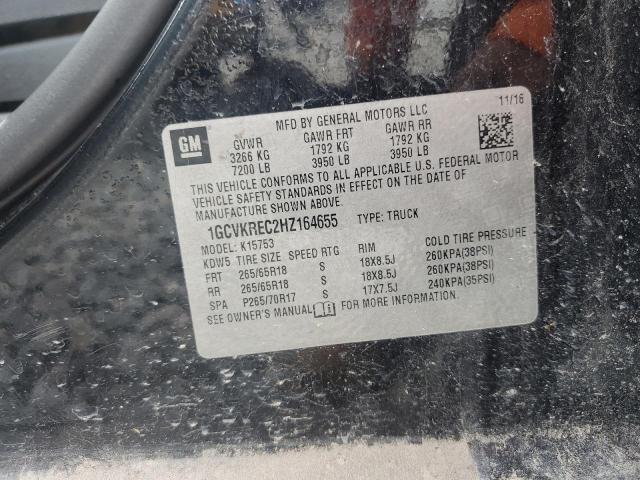 MFD BY GENERAL MOTORS LLC 11/16
GM
GVWR GAWR FRT GAWR RR
3266 KG 1792 KG 1792 KG
7200 LB 3950 LB 3950 LB
THIS VEHICLE CONFORMS TO ALL APPLICABLE U.S. FEDERAL MOTOR
VEHICLE SAFETY STANDARDS IN EFFECT ON THE DATE OF
MANUFACTURE SHOWN ABOVE.
1GCVKREC2HZ164655 TYPE: TRUCK
MODEL: K15753
KDW5 TIRE SIZE SPEED RTG RIM COLD TIRE PRESSURE
FRT 265/65R18 S 18X8.5J 260KPA(38PSI)
RR 265/65R18 S 18X8.5J 260KPA(38PSI)
SPA P265/70R17 S 17X7.5J 240KPA(35PSI)
SEE OWNER'S MANUAL FOR MORE INFORMATION.